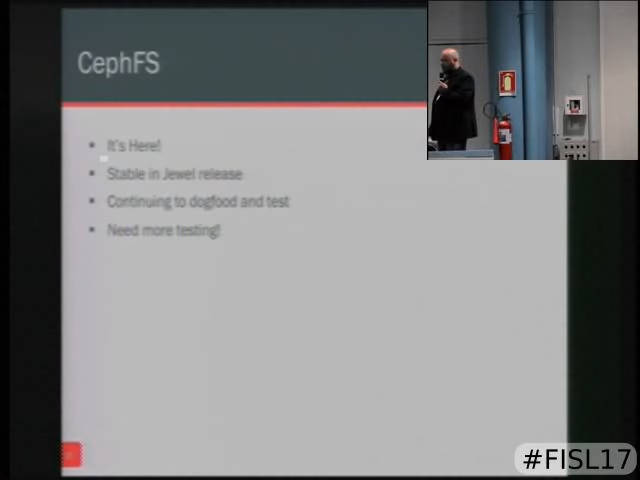 CephFS
It's Here!
Stable in Jewel release
Continuing to dogfood and test
Need more testing!
#FISL17